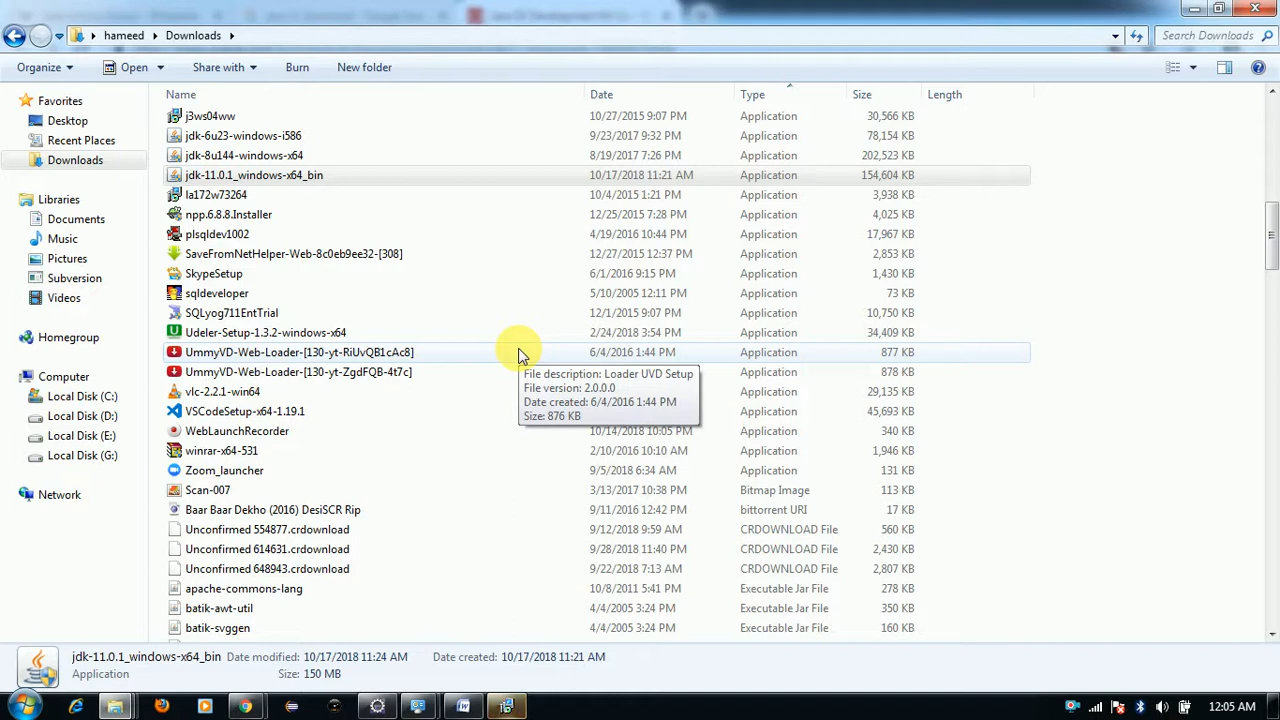 hameed Downloads Search Downloads
Organize Open Share with Burn New folder
Name Date Type Size Length
Favorites
Desktop
Recent Places
Downloads
Libraries
Documents
Music
Pictures
Subversion
Videos
Homegroup
Computer
Local Disk (C:)
Local Disk (D:)
Local Disk (E:)
Local Disk (G:)
Network
j3ws04ww 10/27/2015 9:07 PM Application 30,566 KB
jdk-6u23-windows-i586 9/23/2017 9:32 PM Application 78,154 KB
jdk-8u144-windows-x64 8/19/2017 7:26 PM Application 202,523 KB
jdk-11.0.1_windows-x64_bin 10/17/2018 11:21 AM Application 154,604 KB
la172w73264 10/4/2015 1:21 PM Application 3,938 KB
npp.6.8.8.Installer 12/25/2015 7:28 PM Application 4,025 KB
plsqldev1002 4/19/2016 10:44 PM Application 17,967 KB
SaveFromNetHelper-Web-8c0eb9ee32-[308] 12/27/2015 12:37 PM Application 2,853 KB
SkypeSetup 6/1/2016 9:15 PM Application 1,430 KB
sqldeveloper 5/10/2005 12:11 PM Application 73 KB
SQLyog711EntTrial 12/1/2015 9:07 PM Application 10,750 KB
Udeler-Setup-1.3.2-windows-x64 2/24/2018 3:54 PM Application 34,409 KB
UmmyVD-Web-Loader-[130-yt-RiUvQB1cAc8] 6/4/2016 1:44 PM Application 877 KB
UmmyVD-Web-Loader-[130-yt-ZgdFQB-4t7c] Application 878 KB
vlc-2.2.1-win64 Application 29,135 KB
VSCodeSetup-x64-1.19.1 Application 45,693 KB
WebLaunchRecorder 10/14/2018 10:05 PM Application 340 KB
winrar-x64-531 2/10/2016 10:10 AM Application 1,946 KB
Zoom_launcher 9/5/2018 6:34 AM Application 131 KB
Scan-007 3/13/2017 10:38 PM Bitmap Image 113 KB
Baar Baar Dekho (2016) DesiSCR Rip 9/11/2016 12:42 PM bittorrent URI 17 KB
Unconfirmed 554877.crdownload 9/12/2018 9:59 AM CRDOWNLOAD File 560 KB
Unconfirmed 614631.crdownload 9/28/2018 11:40 PM CRDOWNLOAD File 2,430 KB
Unconfirmed 648943.crdownload 9/22/2018 7:13 AM CRDOWNLOAD File 2,807 KB
apache-commons-lang 10/8/2011 5:41 PM Executable Jar File 278 KB
batik-awt-util 4/4/2005 3:24 PM Executable Jar File 350 KB
batik-svggen 4/4/2005 3:24 PM Executable Jar File 160 KB
File description: Loader UVD Setup
File version: 2.0.0.0
Date created: 6/4/2016 1:44 PM
Size: 876 KB
jdk-11.0.1_windows-x64_bin Date modified: 10/17/2018 11:24 AM Date created: 10/17/2018 11:21 AM
Application Size: 150 MB
12:05 AM